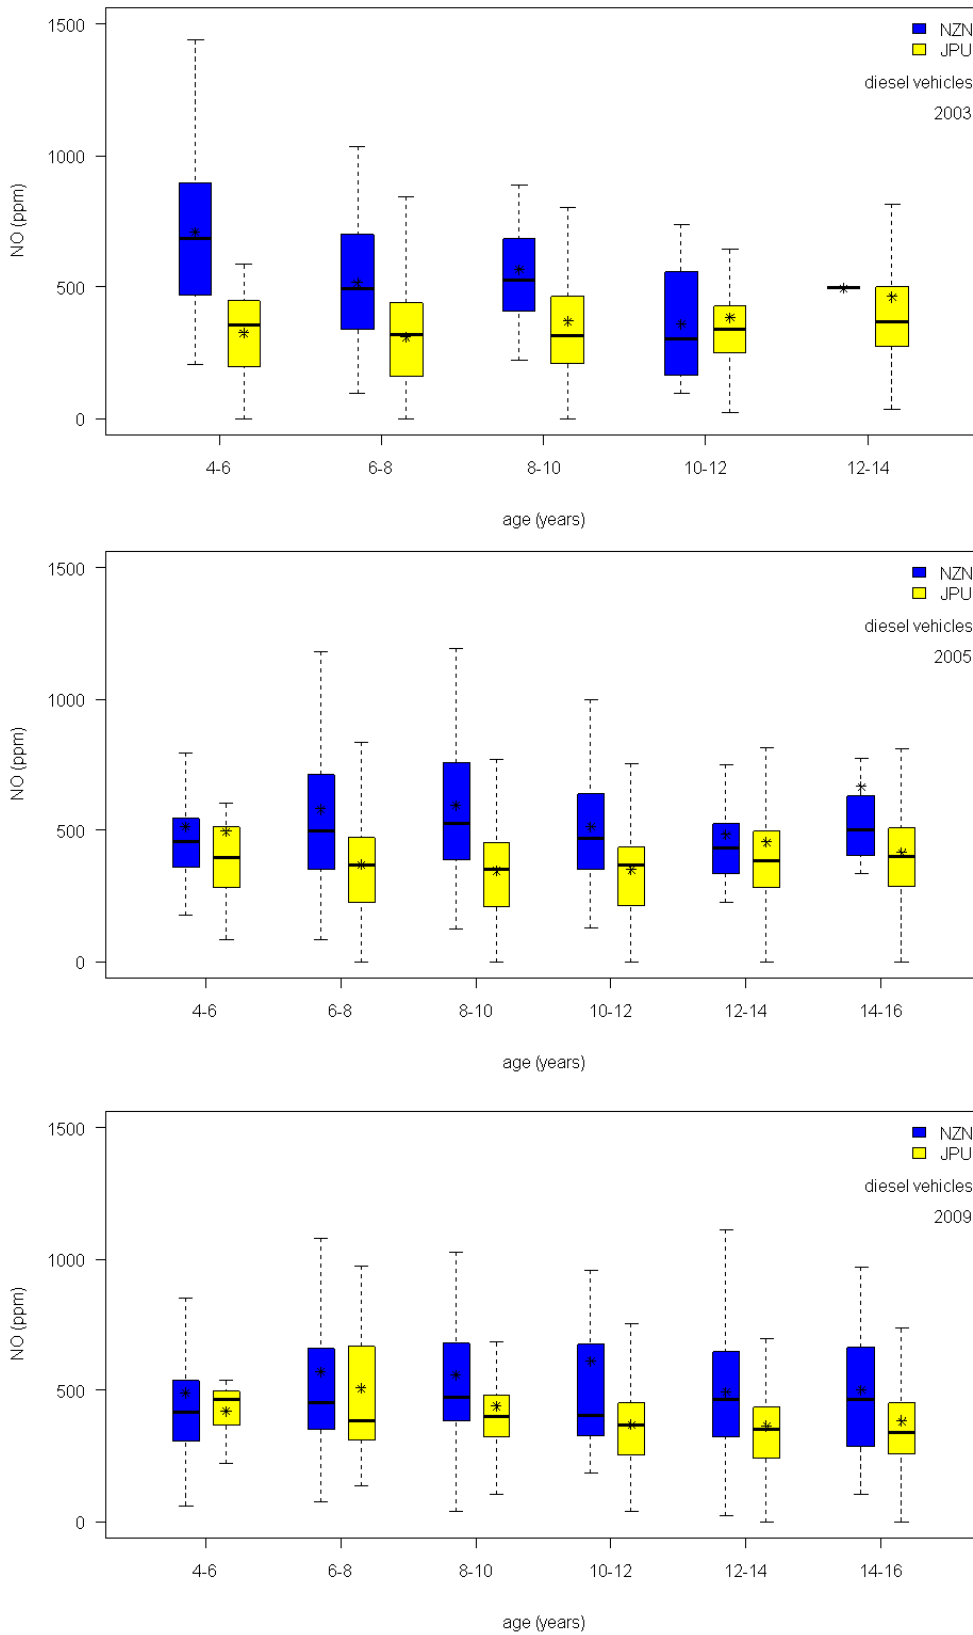 1500
NZN
JPU
diesel vehicles
2003
1000
NO (ppm)
500
0
4-6 6-8 8-10 10-12 12-14
age (years)
1500
NZN
JPU
diesel vehicles
2005
1000
NO (ppm)
500
0
4-6 6-8 8-10 10-12 12-14 14-16
age (years)
1500
NZN
JPU
diesel vehicles
2009
1000
NO (ppm)
500
0
4-6 6-8 8-10 10-12 12-14 14-16
age (years)